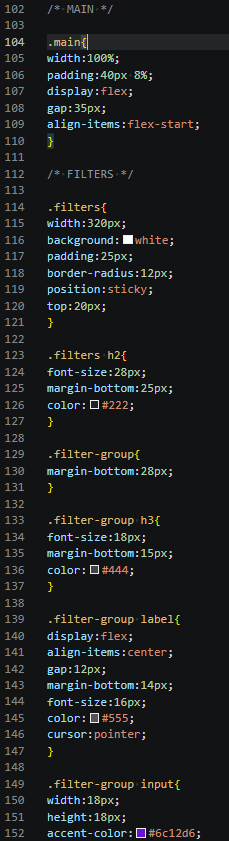 102 /* MAIN */
103
104 .main{
105 width:100%;
106 padding:40px 8%;
107 display:flex;
108 gap:35px;
109 align-items:flex-start;
110 }
111
112 /* FILTERS */
113
114 .filters{
115 width:320px;
116 background:white;
117 padding:25px;
118 border-radius:12px;
119 position:sticky;
120 top:20px;
121 }
122
123 .filters h2{
124 font-size:28px;
125 margin-bottom:25px;
126 color:#222;
127 }
128
129 .filter-group{
130 margin-bottom:28px;
131 }
132
133 .filter-group h3{
134 font-size:18px;
135 margin-bottom:15px;
136 color:#444;
137 }
138
139 .filter-group label{
140 display:flex;
141 align-items:center;
142 gap:12px;
143 margin-bottom:14px;
144 font-size:16px;
145 color:#555;
146 cursor:pointer;
147 }
148
149 .filter-group input{
150 width:18px;
151 height:18px;
152 accent-color:#6c12d6;